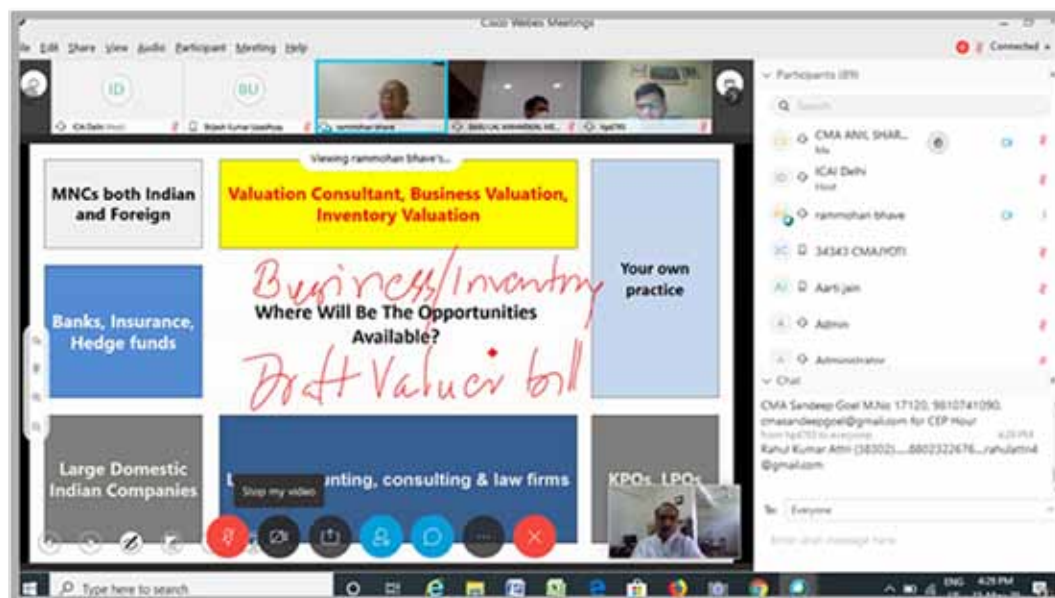 Cisco Webex Meetings
Edit Share View Audio Participant Meeting Help
Connected
ID
BU
ICAI Delhi
rammohan bhave
Viewing rammohan bhave's...
MNCs both Indian
and Foreign
Valuation Consultant, Business Valuation,
Inventory Valuation
Your own
practice
Business/Inventory
Banks, Insurance,
Hedge funds
Where Will Be The Opportunities
Available?
Draft Valuer bill
Large Domestic
Indian Companies
counting, consulting & law firms
KPOs, LPOs
Stop my video
Participants (89)
Search
CMA ANIL SHAR...
Me
ICAI Delhi
Host
rammohan bhave
34343 CMAJYOTI
Aarti jain
Admin
Administrator
Chat
CMA Sandeep Goel M.No 17120, 9810741090,
cmasandeepgoel@gmail.com for CEP Hour
to everyone 4:29 PM
Rahul Kumar Attri (38302).....8802322676....rahulattri4
@gmail.com
To: Everyone
Enter chat message here
Type here to search
ENG 4:29 PM